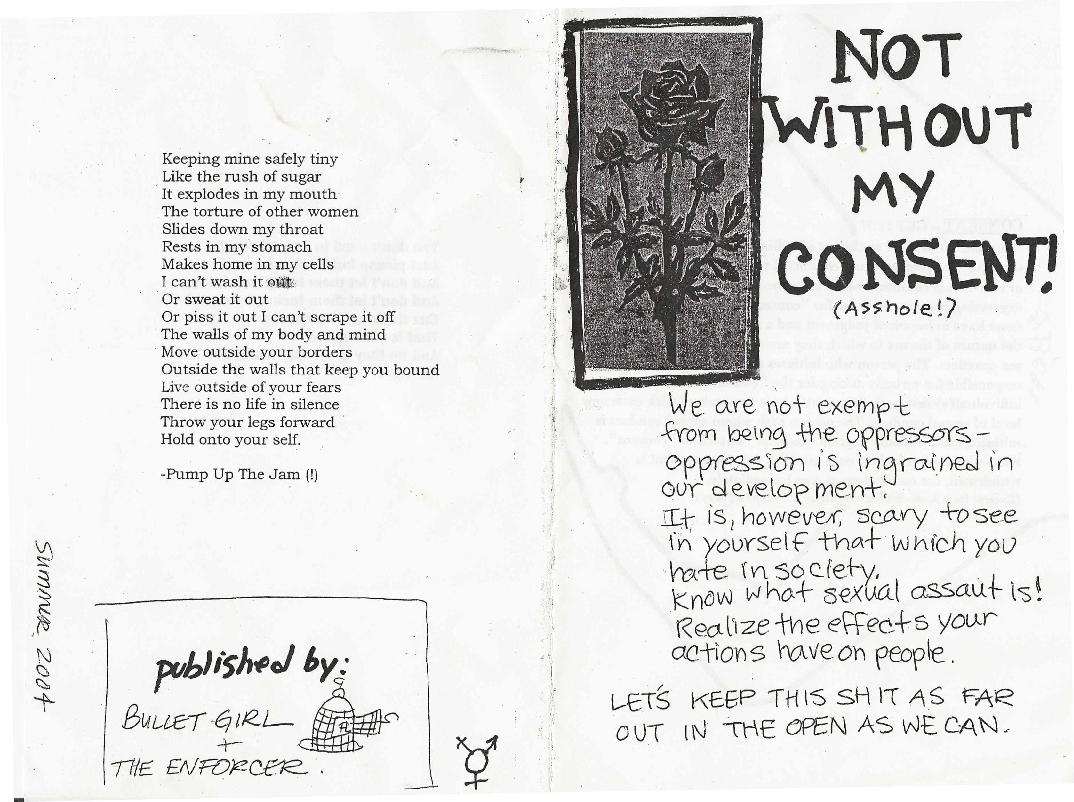 Keeping mine safely tiny
Like the rush of sugar
It explodes in my mouth
The torture of other women
Slides down my throat
Rests in my stomach
Makes home in my cells
I can't wash it out
Or sweat it out
Or piss it out I can't scrape it off
The walls of my body and mind
Move outside your borders
Outside the walls that keep you bound
Live outside of your fears
There is no life in silence
Throw your legs forward
Hold onto your self.
-Pump Up The Jam (!)
Summer 2004
published by:
BULLET GIRL
+
THE ENFORCER.
NOT
WITHOUT
MY
CONSENT!
(Asshole!?)
We are not exempt
from being the oppressors-
oppression is ingrained in
our development.
It is, however, scary to see
in yourself that which you
hate in society.
Know what sexual assaut is!
Realize the effects your
actions have on people.
LET'S KEEP THIS SHIT AS FAR
OUT IN THE OPEN AS WE CAN.